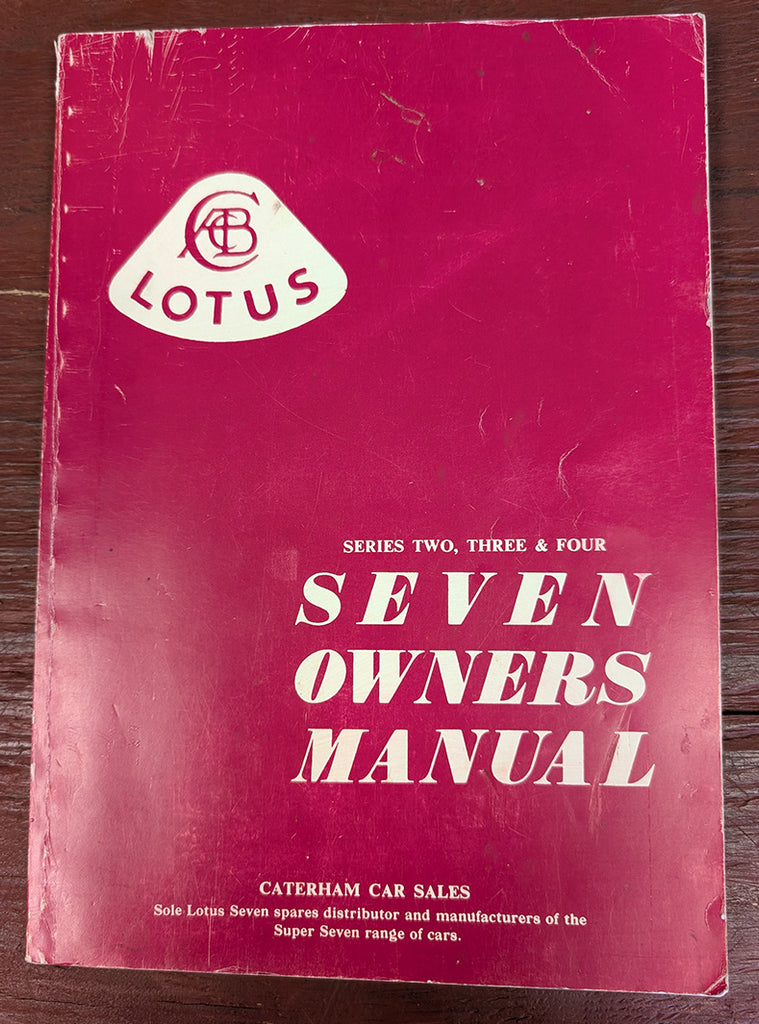 ACBC
LOTUS
SERIES TWO, THREE & FOUR
SEVEN
OWNERS
MANUAL
CATERHAM CAR SALES
Sole Lotus Seven spares distributor and manufacturers of the
Super Seven range of cars.